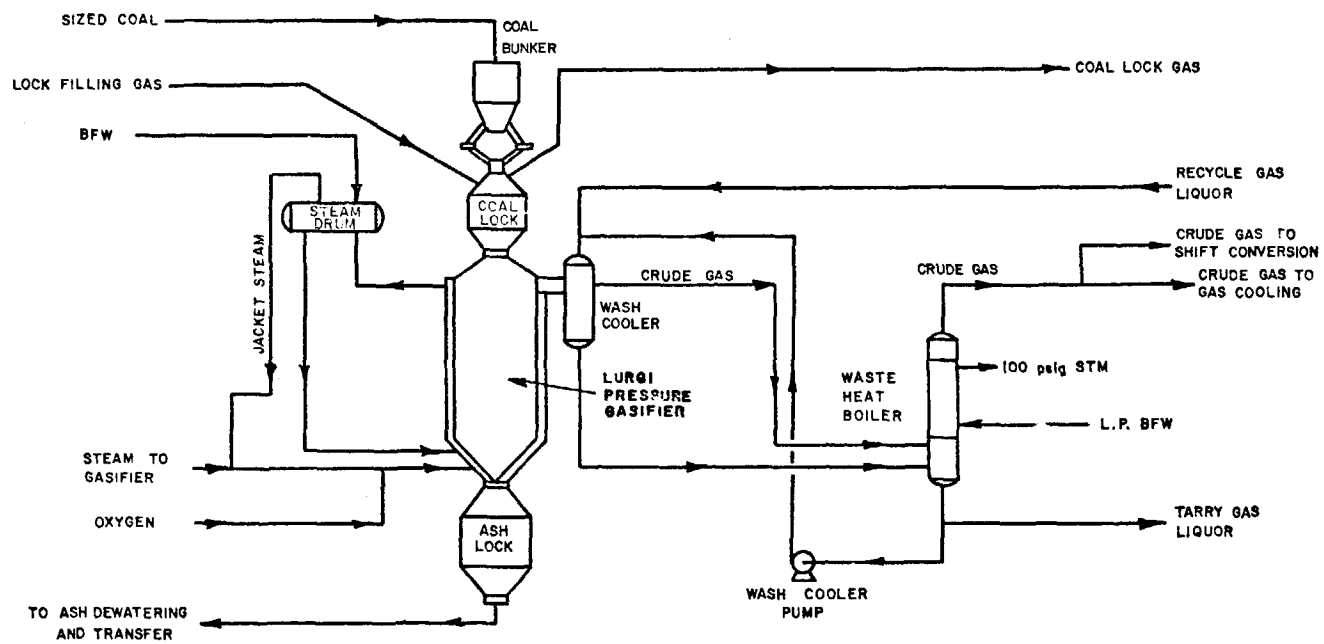 SIZED COAL
COAL
BUNKER
COAL LOCK GAS
LOCK FILLING GAS
BFW
RECYCLE GAS
LIQUOR
STEAM
DRUM
COAL
LOCK
CRUDE GAS TO
SHIFT CONVERSION
CRUDE GAS
CRUDE GAS
CRUDE GAS TO
GAS COOLING
JACKET STEAM
WASH
COOLER
LURGI
PRESSURE
GASIFIER
WASTE
HEAT
BOILER
100 psig STM
L.P. BFW
STEAM TO
GASIFIER
OXYGEN
ASH
LOCK
TARRY GAS
LIQUOR
WASH COOLER
PUMP
TO ASH DEWATERING
AND TRANSFER